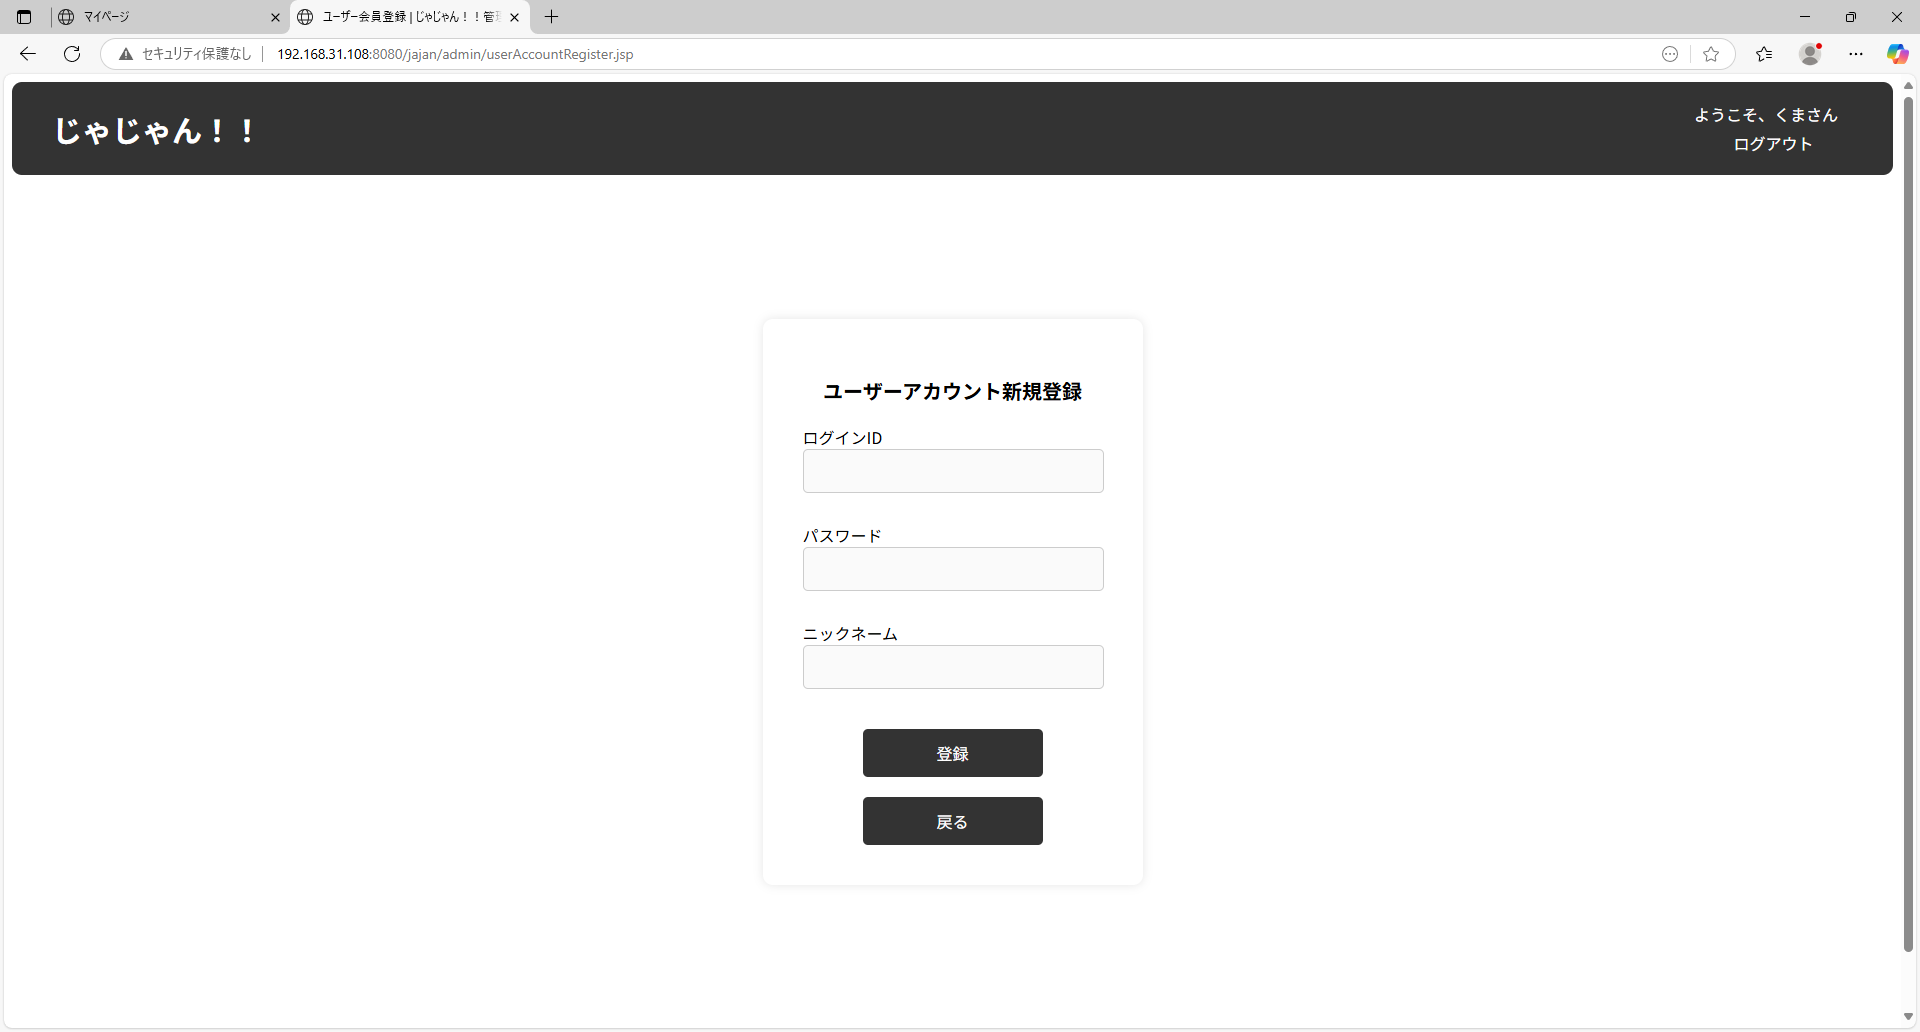 マイページ
ユーザー会員登録 | じゃじゃん！！管
セキュリティ保護なし
192.168.31.108:8080/jajan/admin/userAccountRegister.jsp
じゃじゃん！！
ようこそ、くまさん
ログアウト
ユーザーアカウント新規登録
ログインID
パスワード
ニックネーム
登録
戻る